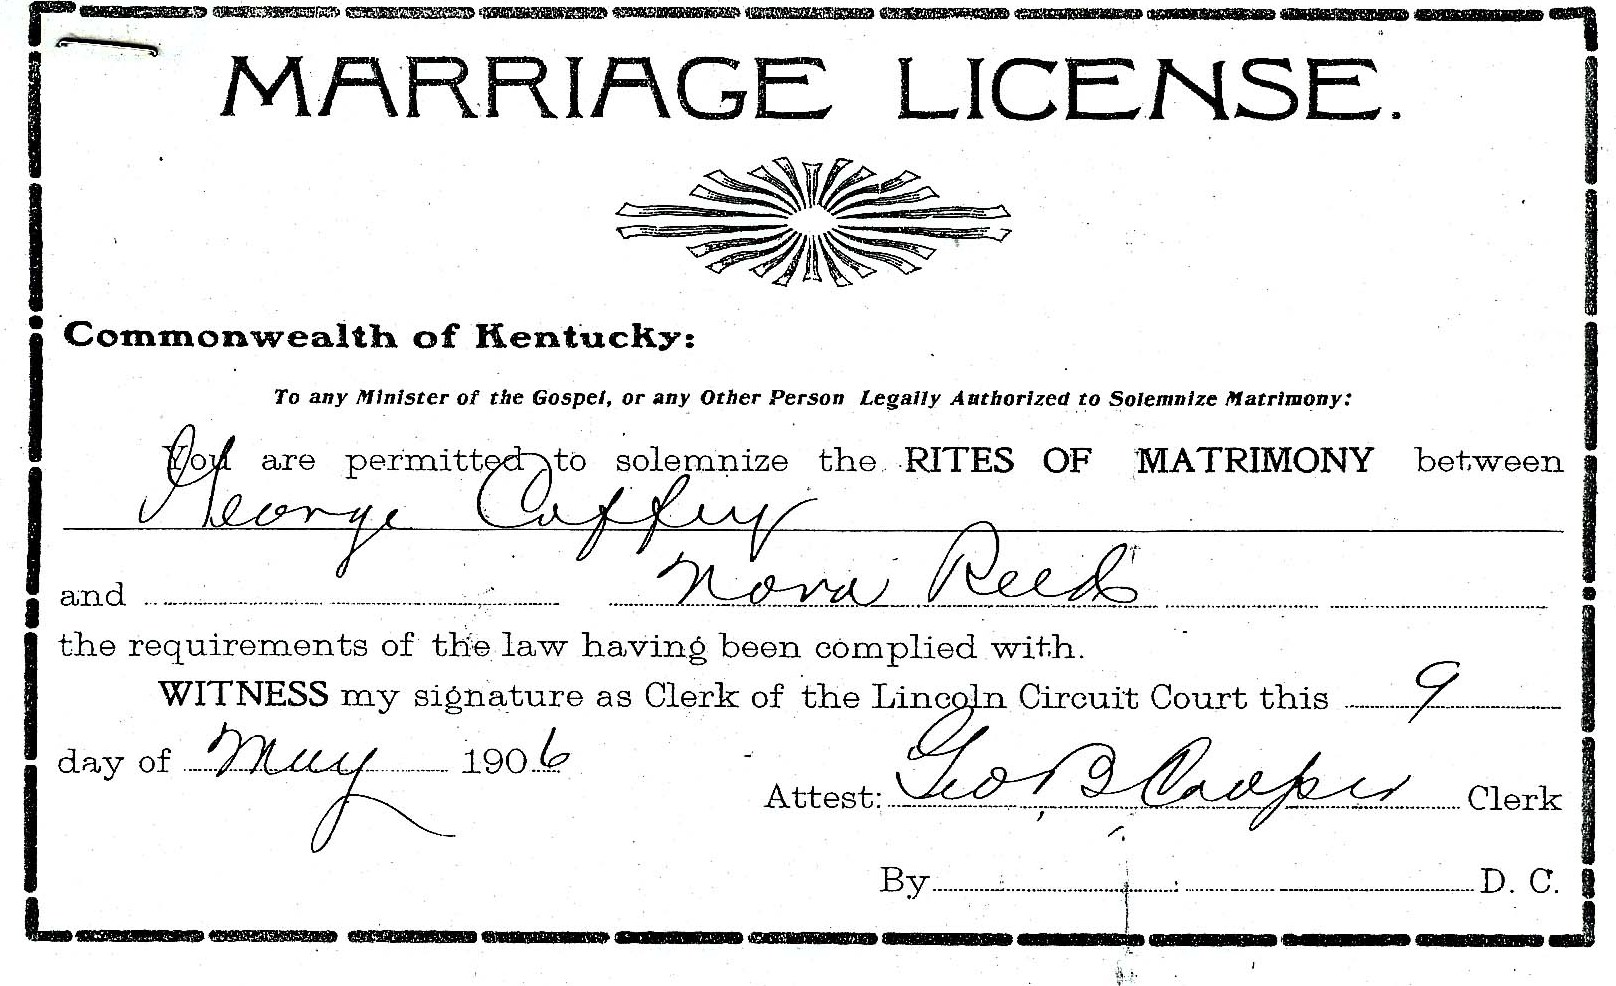 MARRIAGE LICENSE.
Commonwealth of Kentucky:
To any Minister of the Gospel, or any Other Person Legally Authorized to Solemnize Matrimony:
You are permitted to solemnize the RITES OF MATRIMONY between
George Coffey
and Nora Reed
the requirements of the law having been complied with.
WITNESS my signature as Clerk of the Lincoln Circuit Court this 9
day of May 1906
Attest: Geo B Cooper Clerk
By D. C.